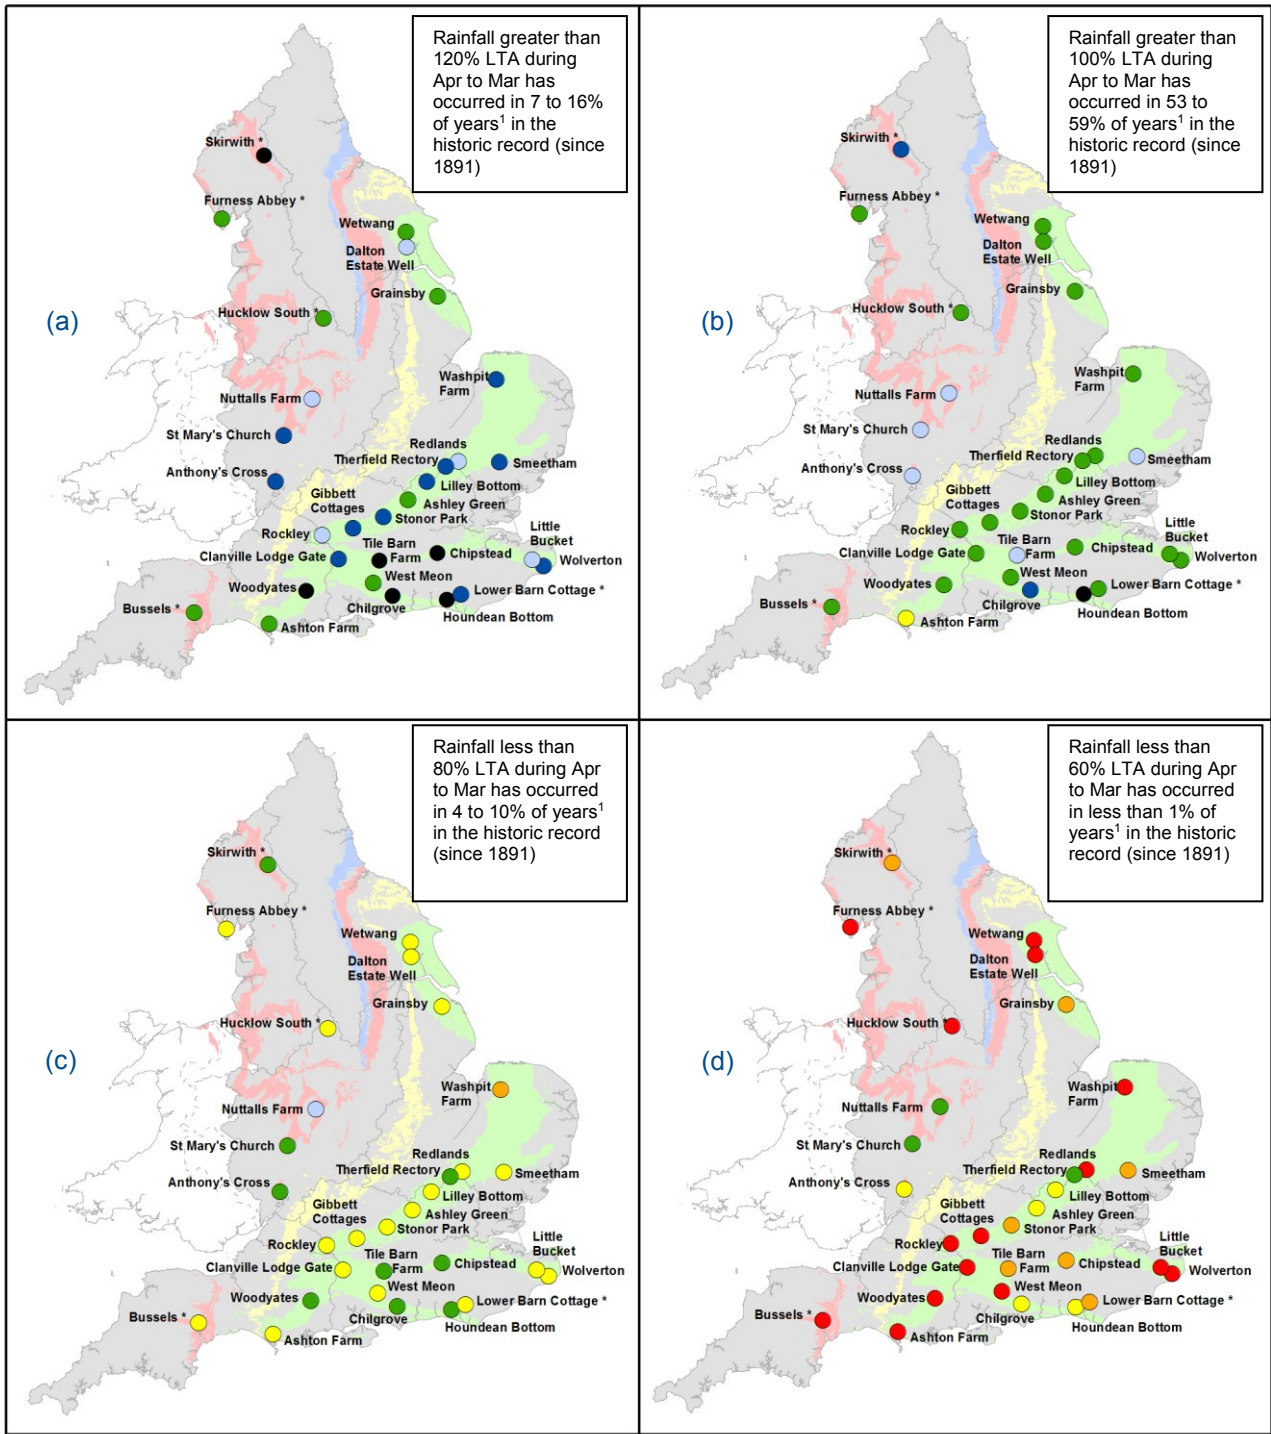 Rainfall greater than
120% LTA during
Apr to Mar has
occurred in 7 to 16%
of years¹ in the
historic record (since
1891)
(a)
Skirwith *
Furness Abbey *
Wetwang
Dalton
Estate Well
Grainsby
Hucklow South *
Washpit
Farm
Nuttalls Farm
St Mary's Church
Redlands
Therfield Rectory
Smeetham
Anthony's Cross
Lilley Bottom
Gibbett
Cottages
Ashley Green
Stonor Park
Rockley
Tile Barn
Farm
Little
Bucket
Clanville Lodge Gate
Chipstead
Wolverton
Woodyates
West Meon
Lower Barn Cottage *
Chilgrove
Bussels *
Houndean Bottom
Ashton Farm
Rainfall greater than
100% LTA during
Apr to Mar has
occurred in 53 to
59% of years¹ in the
historic record (since
1891)
(b)
Skirwith *
Furness Abbey *
Wetwang
Dalton
Estate Well
Grainsby
Hucklow South *
Washpit
Farm
Nuttalls Farm
St Mary's Church
Redlands
Therfield Rectory
Smeetham
Anthony's Cross
Lilley Bottom
Gibbett
Cottages
Ashley Green
Stonor Park
Rockley
Tile Barn
Farm
Little
Bucket
Clanville Lodge Gate
Chipstead
Wolverton
Woodyates
West Meon
Lower Barn Cottage *
Chilgrove
Bussels *
Houndean Bottom
Ashton Farm
Rainfall less than
80% LTA during Apr
to Mar has occurred
in 4 to 10% of years¹
in the historic record
(since 1891)
(c)
Skirwith *
Furness Abbey *
Wetwang
Dalton
Estate Well
Grainsby
Hucklow South *
Washpit
Farm
Nuttalls Farm
St Mary's Church
Redlands
Therfield Rectory
Smeetham
Anthony's Cross
Lilley Bottom
Gibbett
Cottages
Ashley Green
Stonor Park
Rockley
Tile Barn
Farm
Little
Bucket
Clanville Lodge Gate
Chipstead
Wolverton
Woodyates
West Meon
Lower Barn Cottage *
Chilgrove
Bussels *
Houndean Bottom
Ashton Farm
Rainfall less than
60% LTA during Apr
to Mar has occurred
in less than 1% of
years¹ in the historic
record (since 1891)
(d)
Skirwith *
Furness Abbey *
Wetwang
Dalton
Estate Well
Grainsby
Hucklow South *
Washpit
Farm
Nuttalls Farm
St Mary's Church
Redlands
Therfield Rectory
Smeetham
Anthony's Cross
Lilley Bottom
Gibbett
Cottages
Ashley Green
Stonor Park
Rockley
Tile Barn
Farm
Little
Bucket
Clanville Lodge Gate
Chipstead
Wolverton
Woodyates
West Meon
Lower Barn Cottage *
Chilgrove
Bussels *
Houndean Bottom
Ashton Farm